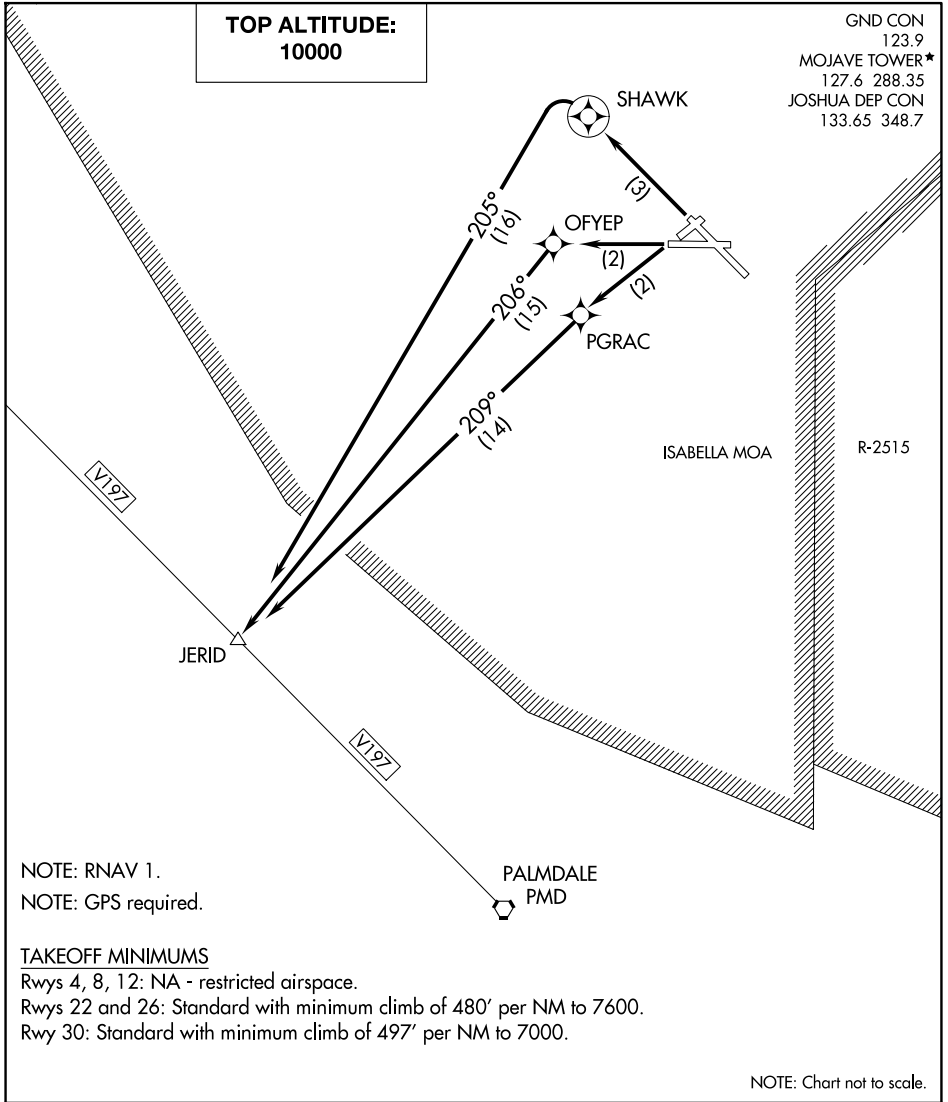 TOP ALTITUDE:
10000
GND CON
123.9
MOJAVE TOWER★
127.6 288.35
JOSHUA DEP CON
133.65 348.7
SHAWK
(3)
205°
(16)
OFYEP
(2)
206°
(15)
(2)
PGRAC
209°
(14)
ISABELLA MOA
R-2515
V197
JERID
V197
PALMDALE
PMD
NOTE: RNAV 1.
NOTE: GPS required.
TAKEOFF MINIMUMS
Rwys 4, 8, 12: NA - restricted airspace.
Rwys 22 and 26: Standard with minimum climb of 480' per NM to 7600.
Rwy 30: Standard with minimum climb of 497' per NM to 7000.
NOTE: Chart not to scale.